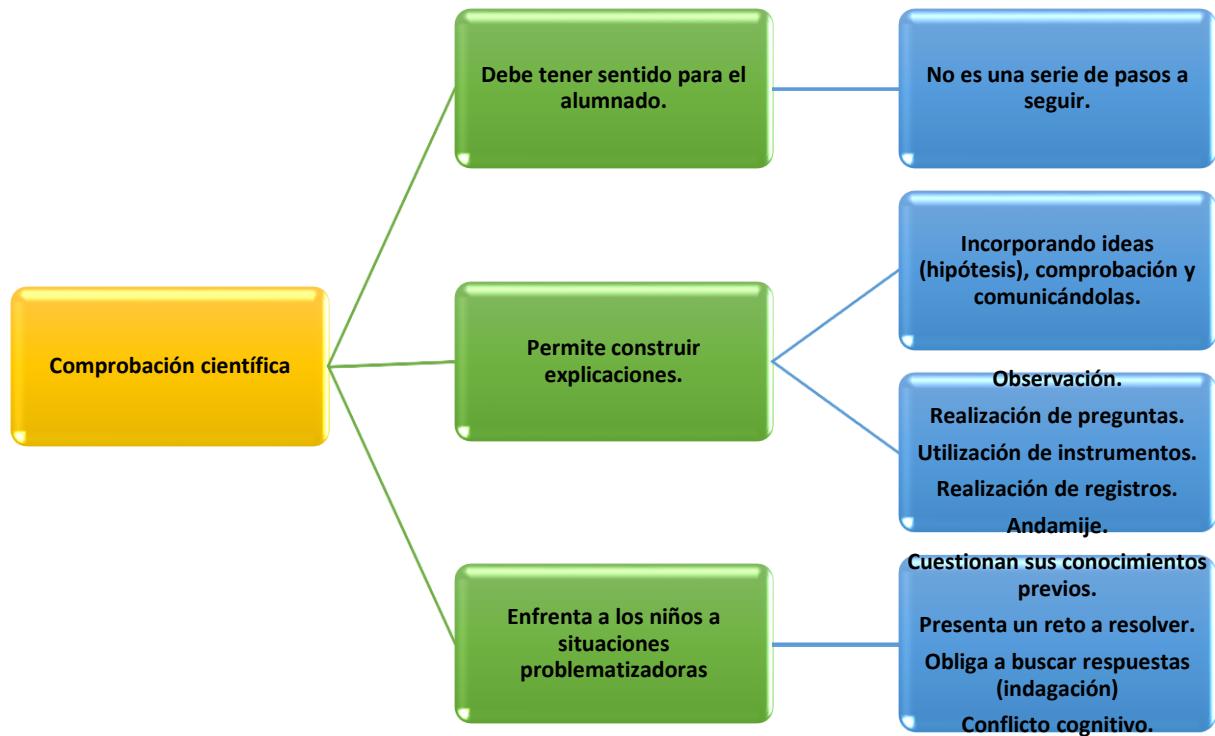 Comprobación científica
Debe tener sentido para el
alumnado.
No es una serie de pasos a
seguir.
Permite construir
explicaciones.
Incorporando ideas
(hipótesis), comprobación y
comunicándolas.
Observación.
Realización de preguntas.
Utilización de instrumentos.
Realización de registros.
Andamije.
Enfrenta a los niños a
situaciones
problematizadoras
Cuestionan sus conocimientos
previos.
Presenta un reto a resolver.
Obliga a buscar respuestas
(indagación)
Conflicto cognitivo.